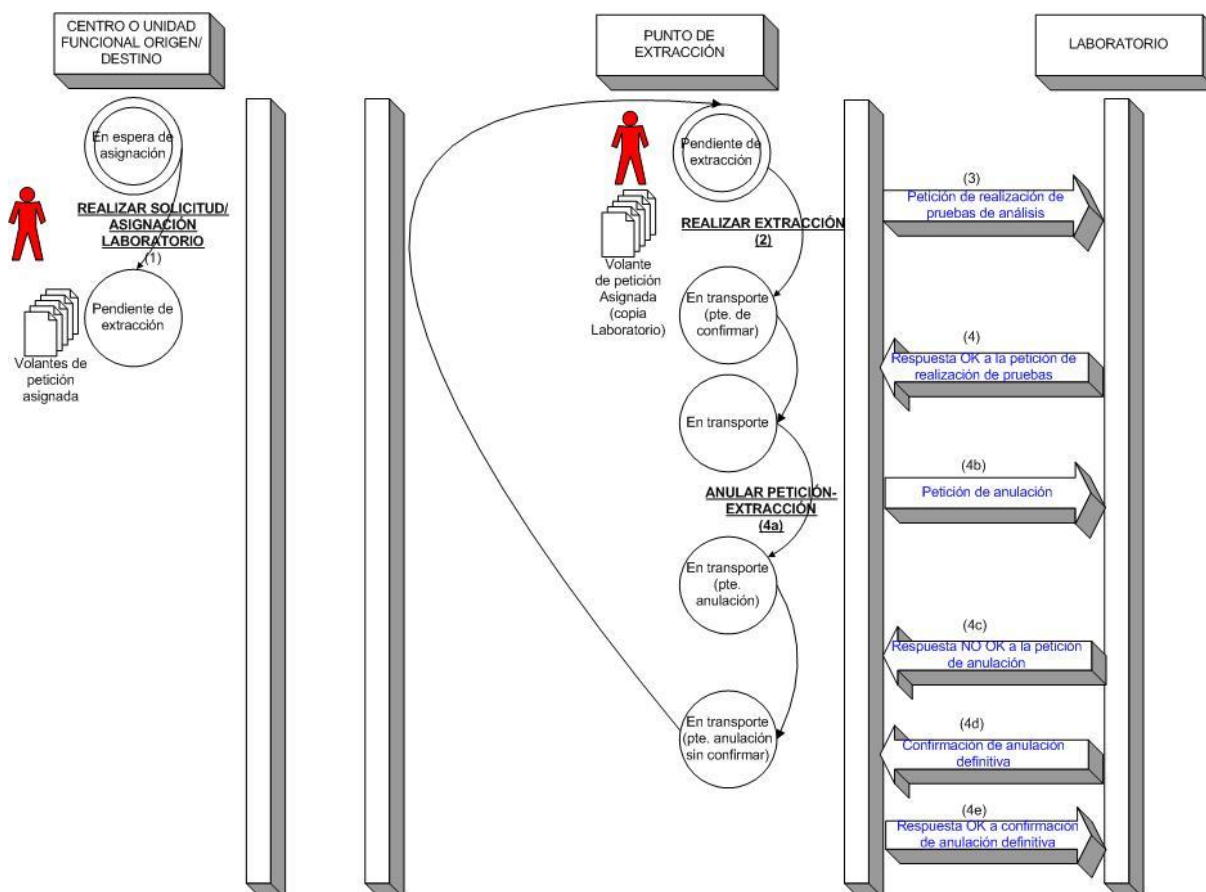 CENTRO O UNIDAD
FUNCIONAL ORIGEN/
DESTINO
PUNTO DE
EXTRACCIÓN
LABORATORIO
En espera de
asignación
REALIZAR SOLICITUD/
ASIGNACIÓN
LABORATORIO
(1)
Pendiente de
extracción
Volantes de
petición
asignada
Pendiente de
extracción
REALIZAR EXTRACCIÓN
(2)
Volante
de petición
Asignada
(copia
Laboratorio)
En transporte
(pte. de
confirmar)
En transporte
ANULAR PETICIÓN-
EXTRACCIÓN
(4a)
En transporte
(pte.
anulación)
En transporte
(pte. anulación
sin confirmar)
(3)
Petición de realización de
pruebas de análisis
(4)
Respuesta OK a la petición de
realización de pruebas
(4b)
Petición de anulación
(4c)
Respuesta NO OK a la petición
de anulación
(4d)
Confirmación de anulación
definitiva
(4e)
Respuesta OK a confirmación
de anulación definitiva